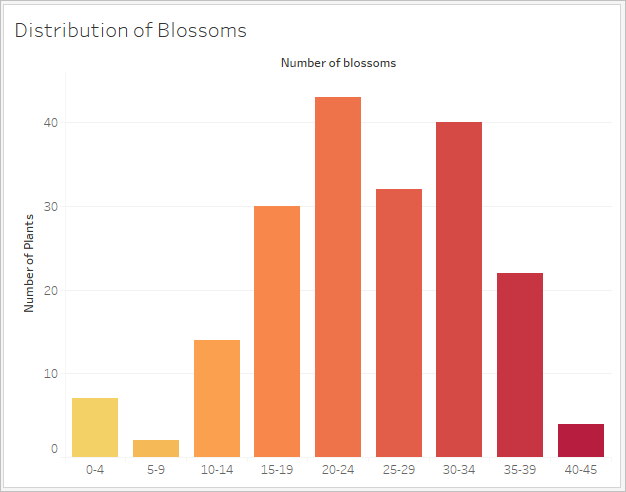 Distribution of Blossoms
Number of blossoms
Number of Plants
40
30
20
10
0
0-4 5-9 10-14 15-19 20-24 25-29 30-34 35-39 40-45